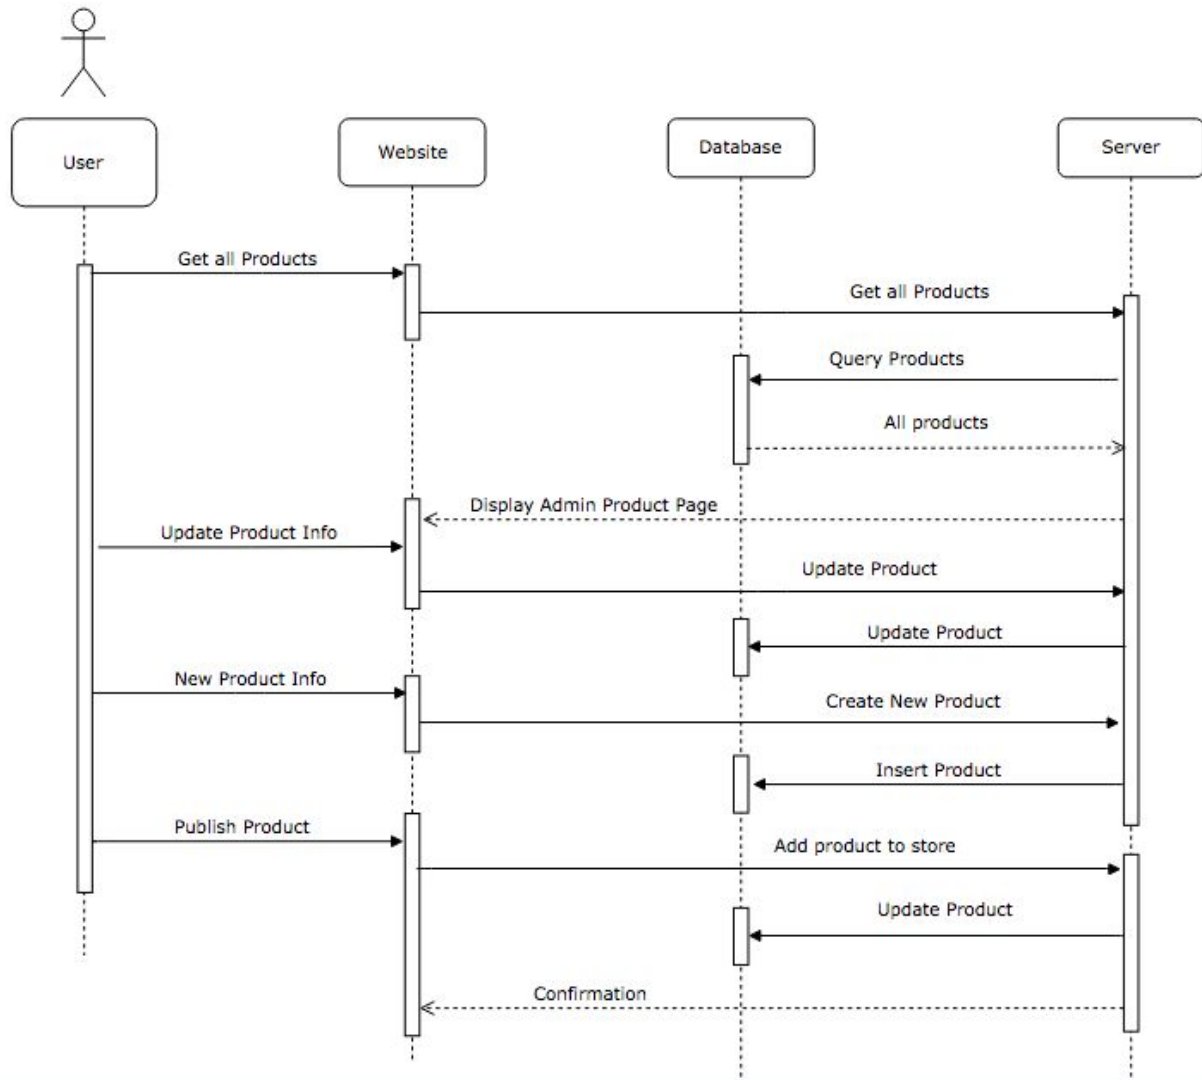 User
Website
Database
Server
Get all Products
Get all Products
Query Products
All products
Display Admin Product Page
Update Product Info
Update Product
Update Product
New Product Info
Create New Product
Insert Product
Publish Product
Add product to store
Update Product
Confirmation